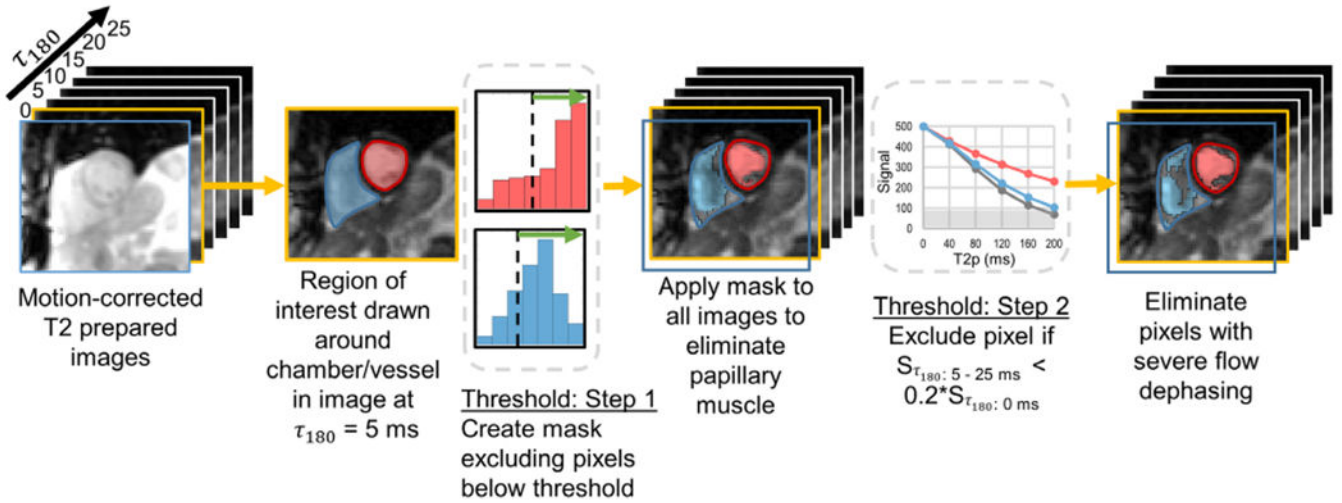 τ180
0 5 10 15 20 25
Motion-corrected
T2 prepared
images
Region of
interest drawn
around
chamber/vessel
in image at
τ180 = 5 ms
Threshold: Step 1
Create mask
excluding pixels
below threshold
Apply mask to
all images to
eliminate
papillary
muscle
Signal
500
400
300
200
100
0
0 40 80 120 160 200
T2p (ms)
Threshold: Step 2
Exclude pixel if
Sτ180: 5 - 25 ms <
0.2*Sτ180: 0 ms
Eliminate
pixels with
severe flow
dephasing